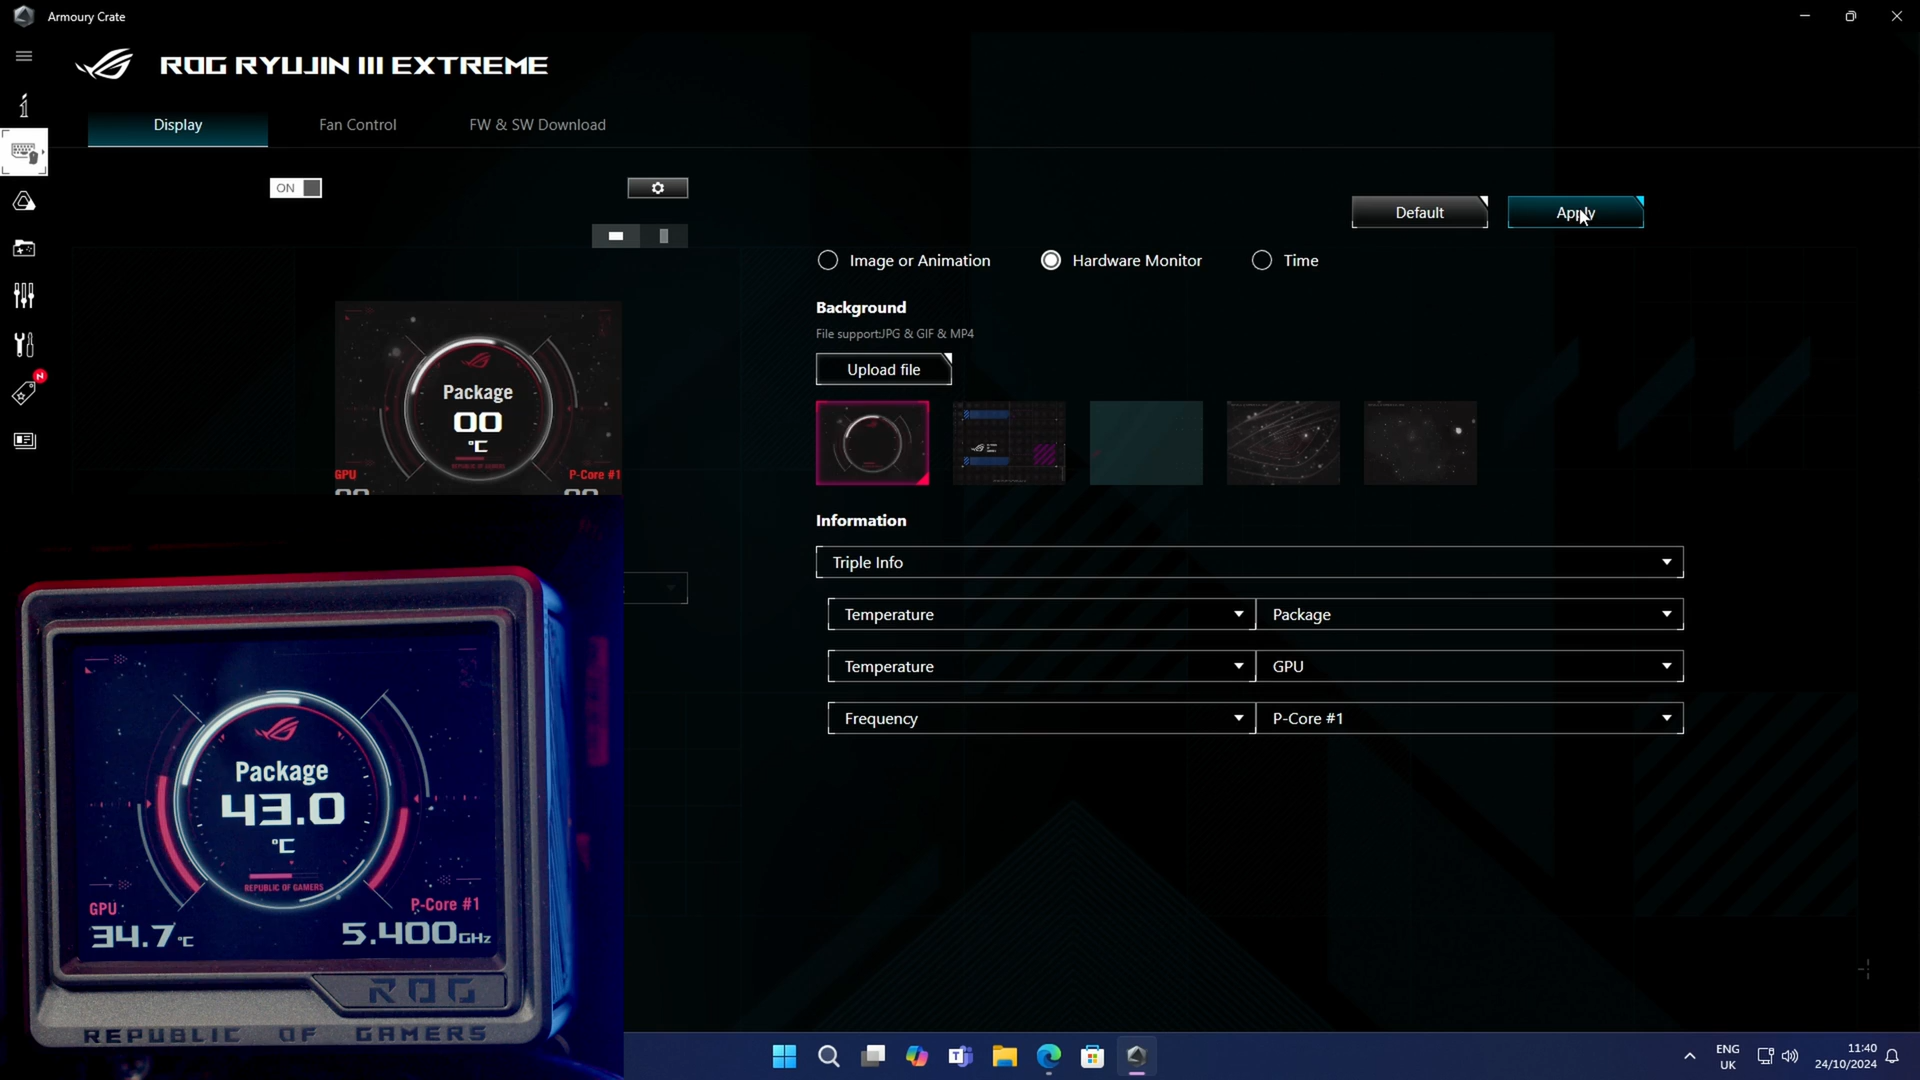 Armoury Crate
ROG RYUJIN III EXTREME
Display
Fan Control
FW & SW Download
ON
Default
Apply
Image or Animation
Hardware Monitor
Time
Background
File support:JPG & GIF & MP4
Upload file
Package
00
°C
REPUBLIC OF GAMERS
GPU
P-Core #1
Information
Triple Info
Temperature
Package
Temperature
GPU
Frequency
P-Core #1
Package
43.0
°C
REPUBLIC OF GAMERS
GPU
P-Core #1
34.7°C
5.400GHz
ROG
REPUBLIC OF GAMERS
N
ENG
UK
11:40
24/10/2024